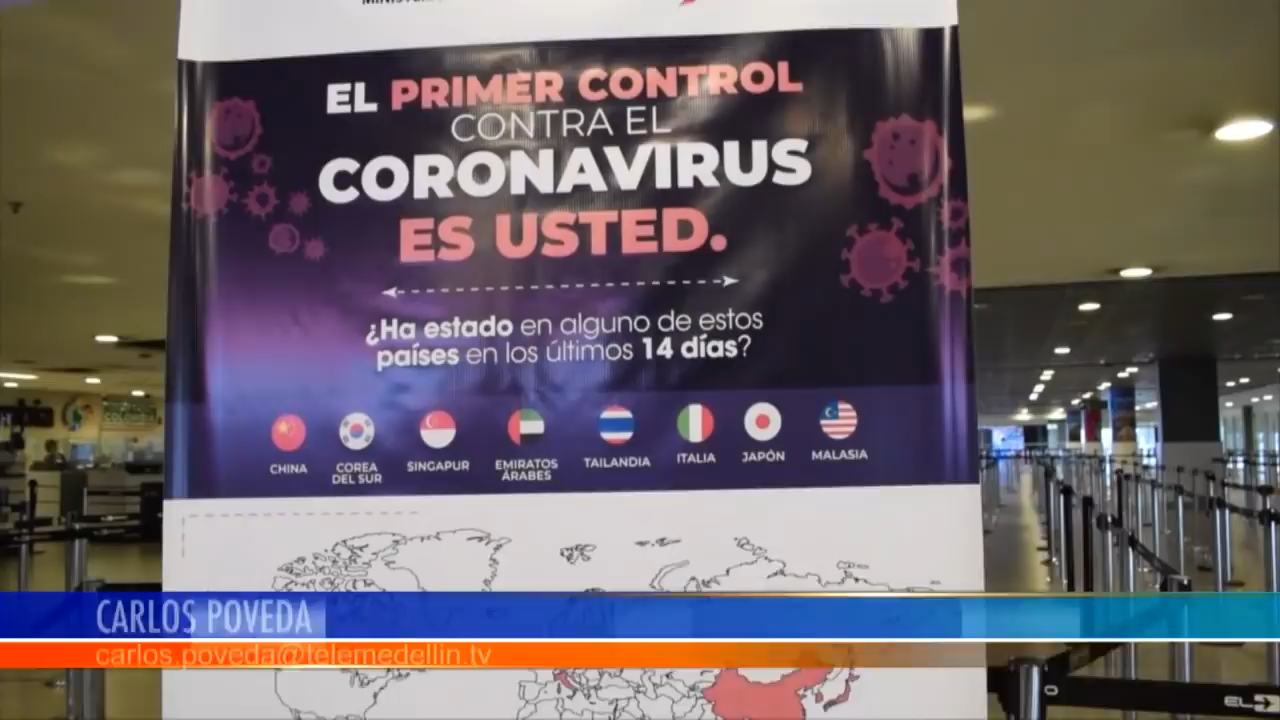 EL PRIMER CONTROL
CONTRA EL
CORONAVIRUS
ES USTED.
¿Ha estado en alguno de estos
países en los últimos 14 días?
CHINA
COREA
DEL SUR
SINGAPUR
EMIRATOS
ÁRABES
TAILANDIA
ITALIA
JAPÓN
MALASIA
CARLOS POVEDA
carlos.poveda@telemedellin.tv